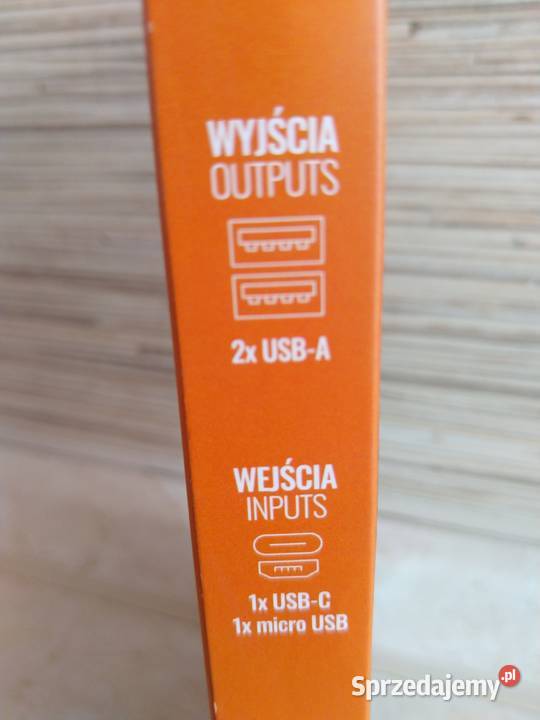 WYJŚCIA
OUTPUTS
2x USB-A
WEJŚCIA
INPUTS
1x USB-C
1x micro USB
Sprzedajemy.pl